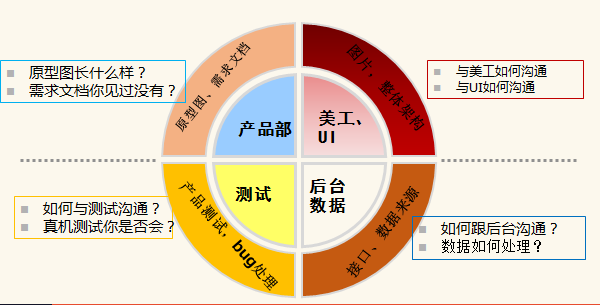 原型图长什么样？
需求文档你见过没有？
原型图、需求文档
产品部
图片，整体架构
美工、
UI
与美工如何沟通
与UI如何沟通
如何与测试沟通？
真机测试你是否会？
产品测试，bug处理
测试
后台
数据
接口、数据来源
如何跟后台沟通？
数据如何处理？